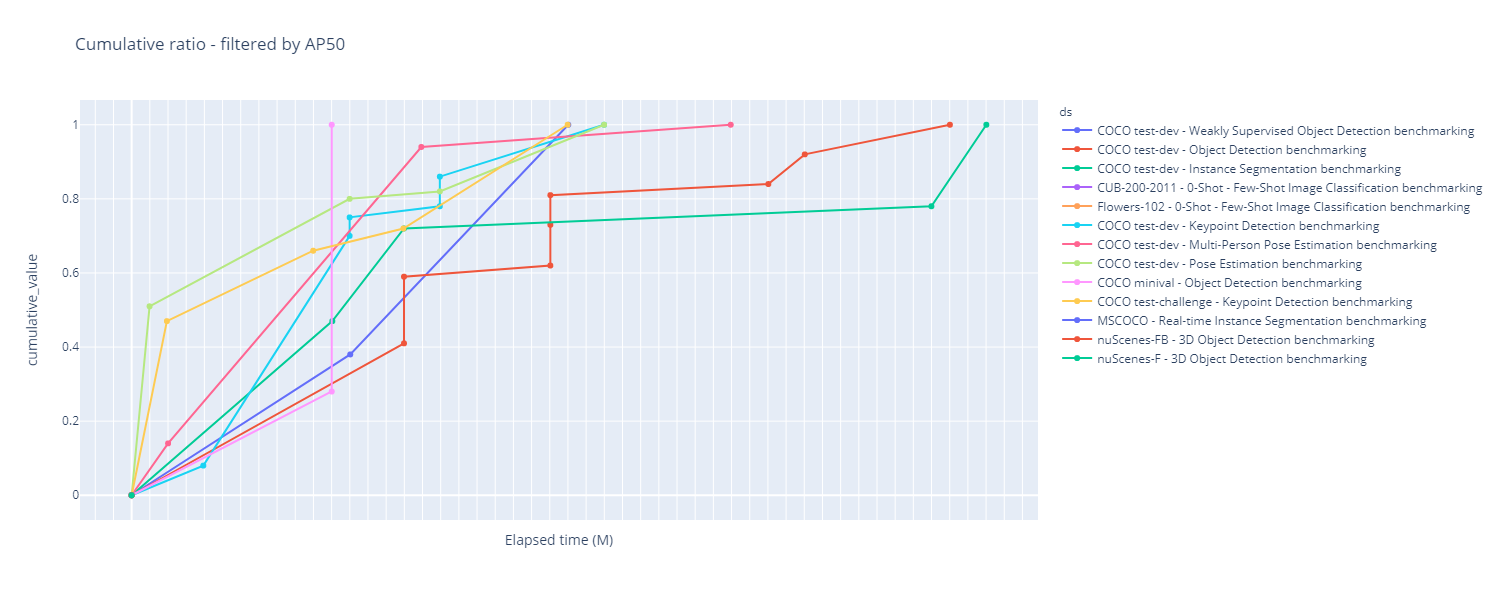 Cumulative ratio - filtered by AP50
cumulative_value
1
0.8
0.6
0.4
0.2
0
Elapsed time (M)
ds
COCO test-dev - Weakly Supervised Object Detection benchmarking
COCO test-dev - Object Detection benchmarking
COCO test-dev - Instance Segmentation benchmarking
CUB-200-2011 - 0-Shot - Few-Shot Image Classification benchmarking
Flowers-102 - 0-Shot - Few-Shot Image Classification benchmarking
COCO test-dev - Keypoint Detection benchmarking
COCO test-dev - Multi-Person Pose Estimation benchmarking
COCO test-dev - Pose Estimation benchmarking
COCO minival - Object Detection benchmarking
COCO test-challenge - Keypoint Detection benchmarking
MSCOCO - Real-time Instance Segmentation benchmarking
nuScenes-FB - 3D Object Detection benchmarking
nuScenes-F - 3D Object Detection benchmarking